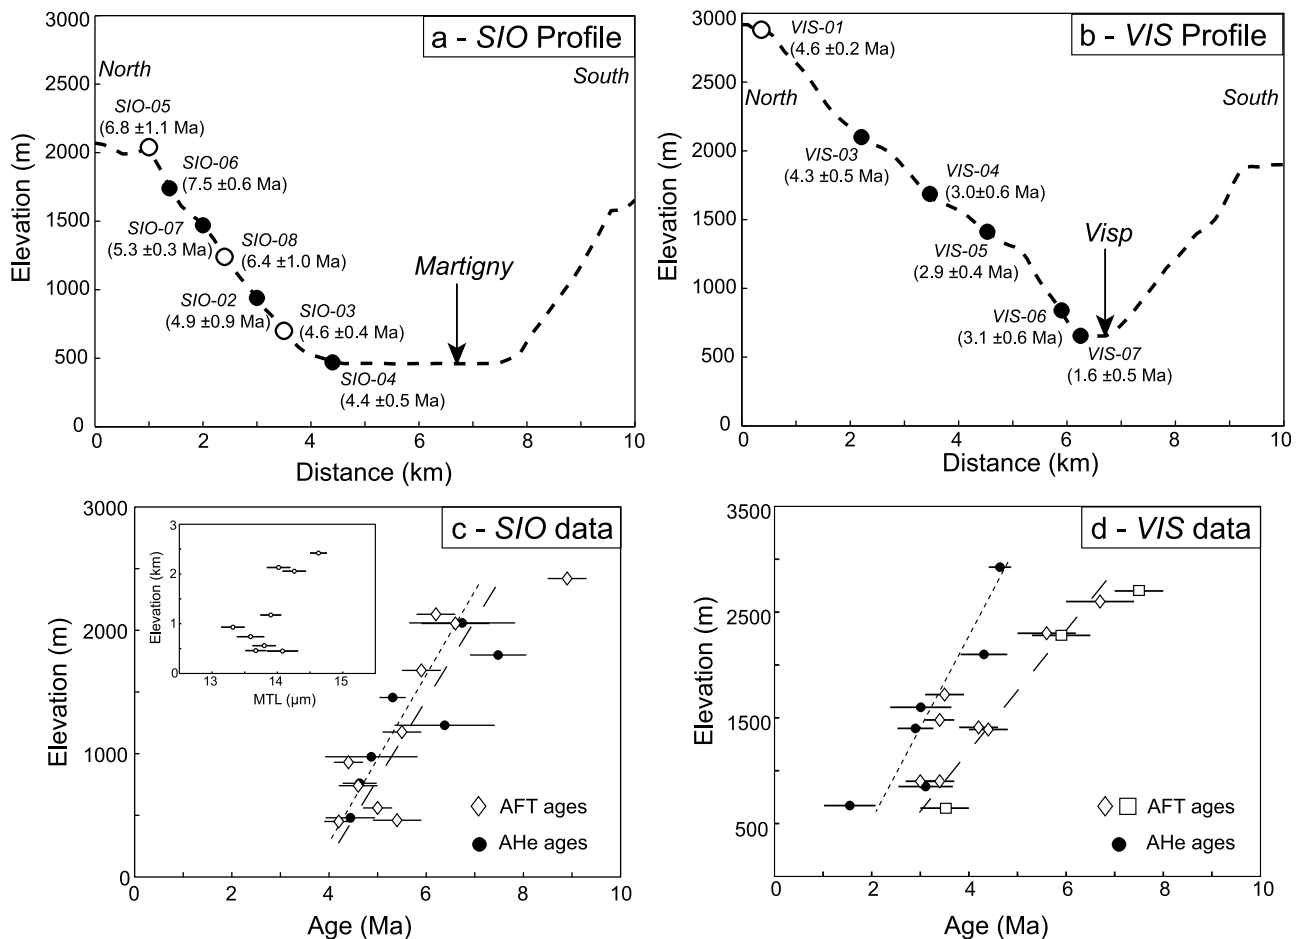 a - SIO Profile
North
South
SIO-05
(6.8 ±1.1 Ma)
SIO-06
(7.5 ±0.6 Ma)
SIO-07
(5.3 ±0.3 Ma)
SIO-08
(6.4 ±1.0 Ma)
SIO-02
(4.9 ±0.9 Ma)
SIO-03
(4.6 ±0.4 Ma)
SIO-04
(4.4 ±0.5 Ma)
Martigny
Elevation (m)
3000
2500
2000
1500
1000
500
0
0 2 4 6 8 10
Distance (km)
b - VIS Profile
North
South
VIS-01
(4.6 ±0.2 Ma)
VIS-03
(4.3 ±0.5 Ma)
VIS-04
(3.0±0.6 Ma)
VIS-05
(2.9 ±0.4 Ma)
VIS-06
(3.1 ±0.6 Ma)
VIS-07
(1.6 ±0.5 Ma)
Visp
Elevation (m)
3000
2500
2000
1500
1000
500
0
0 2 4 6 8 10
Distance (km)
c - SIO data
Elevation (m)
3000
2000
1000
0
0 2 4 6 8 10
Age (Ma)
Elevation (km)
3
2
1
0
13 14 15
MTL (µm)
AFT ages
AHe ages
d - VIS data
Elevation (m)
3500
2500
1500
500
0 2 4 6 8 10
Age (Ma)
AFT ages
AHe ages